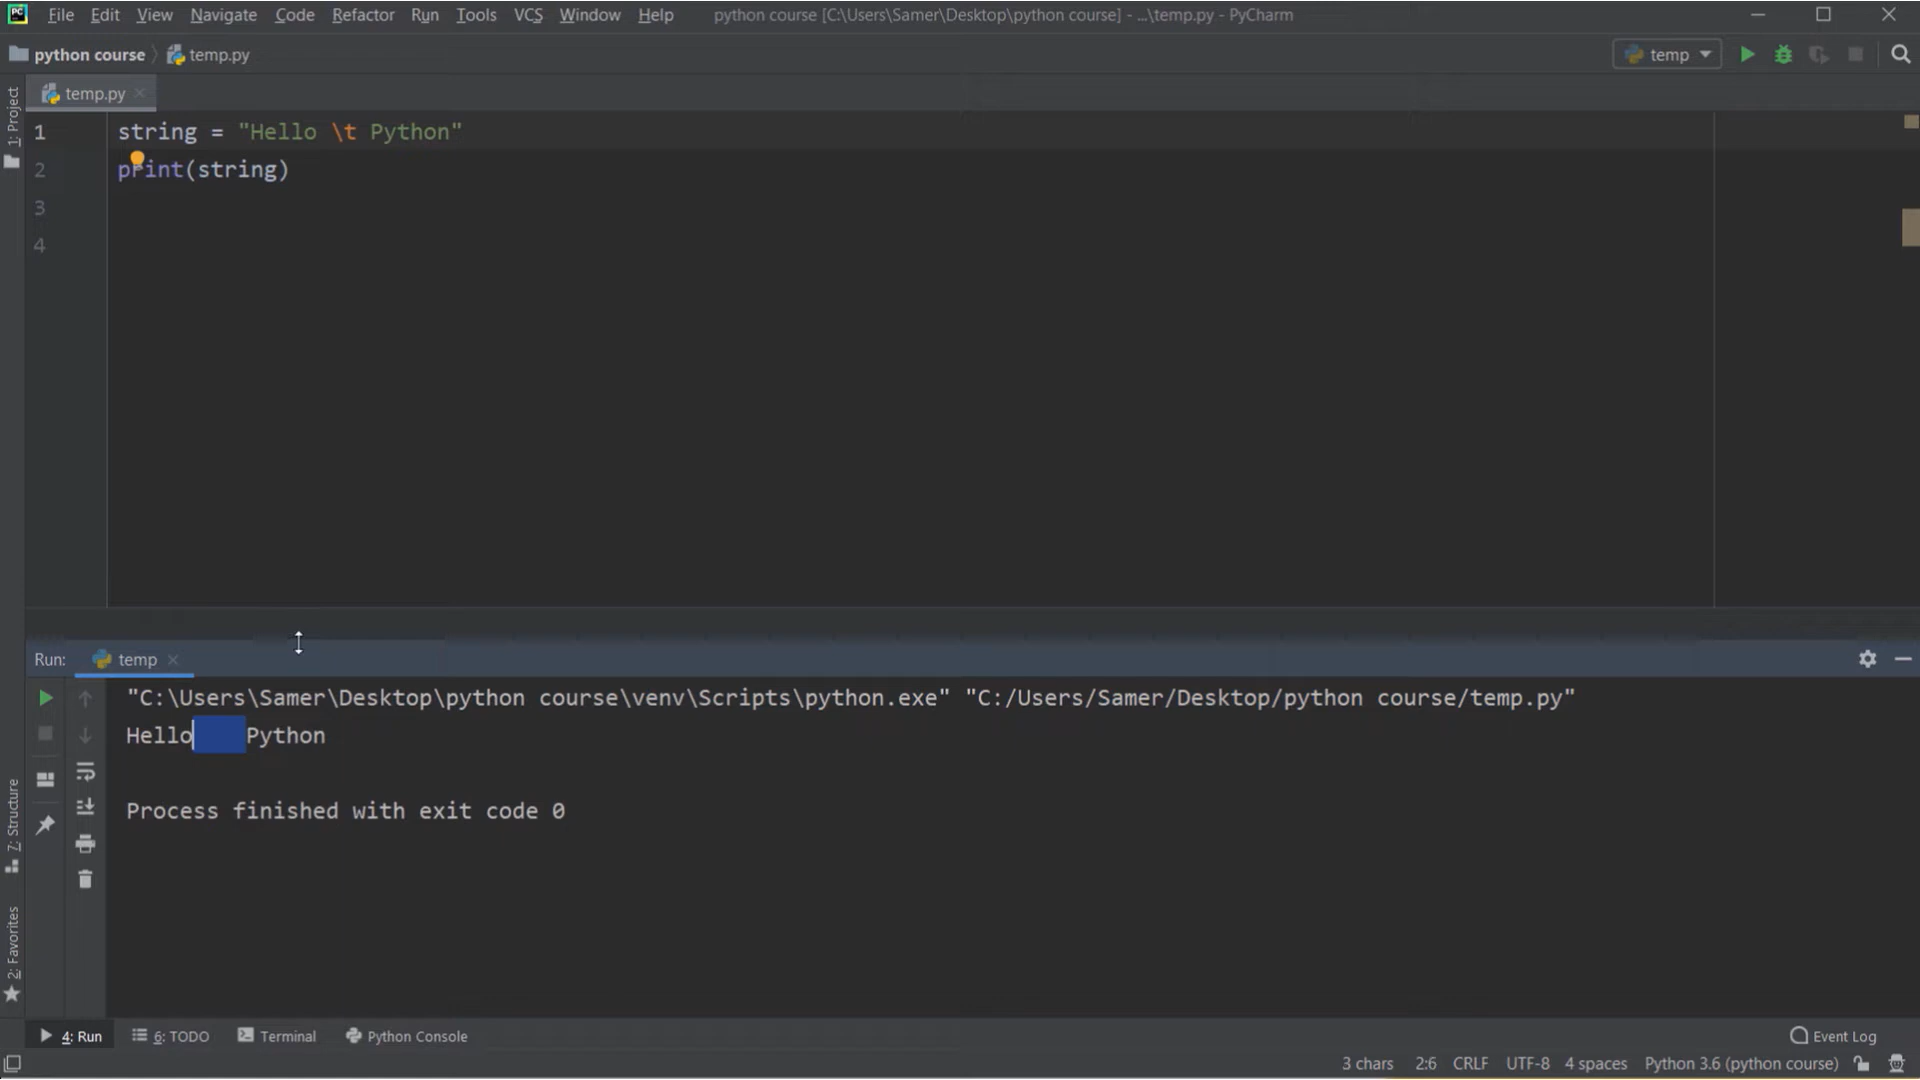 PC File Edit View Navigate Code Refactor Run Tools VCS Window Help python course [C:\Users\Samer\Desktop\python course] - ...\temp.py - PyCharm
python course temp.py temp
temp.py
1: Project
1 string = "Hello \t Python"
2 print(string)
3
4
Run: temp
"C:\Users\Samer\Desktop\python course\venv\Scripts\python.exe" "C:/Users/Samer/Desktop/python course/temp.py"
Hello    Python
Process finished with exit code 0
7: Structure
2: Favorites
4: Run 6: TODO Terminal Python Console Event Log
3 chars 2:6 CRLF UTF-8 4 spaces Python 3.6 (python course)